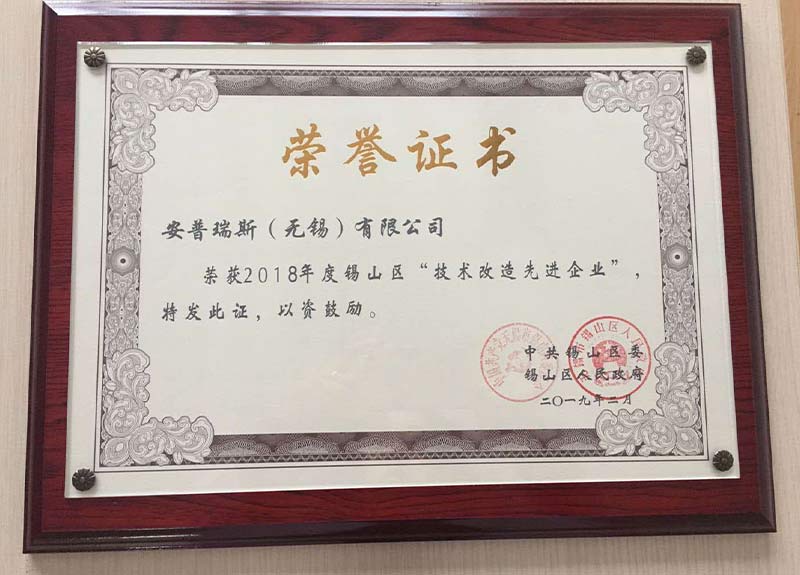 荣誉证书
安普瑞斯（无锡）有限公司
荣获2018年度锡山区“技术改造先进企业”，
特发此证，以资鼓励。
中共锡山区委
锡山区人民政府
二〇一九年二月